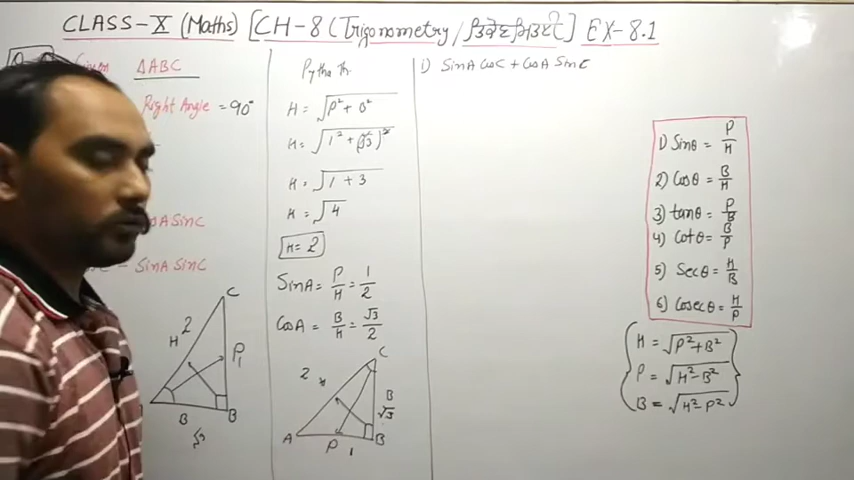 CLASS-X (Maths) [CH-8 (Trigonometry / ] EX-8.1
Given ΔABC
Right Angle = 90°
CosA SinC
- SinA SinC
C
2
H
P
1
B
B
√3
Pytha Th
H = √P² + B²
H = √1² + (√3)²
H = √1 + 3
H = √4
H = 2
SinA = P/H = 1/2
CosA = B/H = √3/2
C
2
B
√3
A
P
1
B
i) SinA CosC + CosA SinC
1) Sinθ = P/H
2) Cosθ = B/H
3) tanθ = P/B
4) Cotθ = B/P
5) Secθ = H/B
6) Cosecθ = H/P
H = √P²+B²
P = √H²-B²
B = √H²-P²